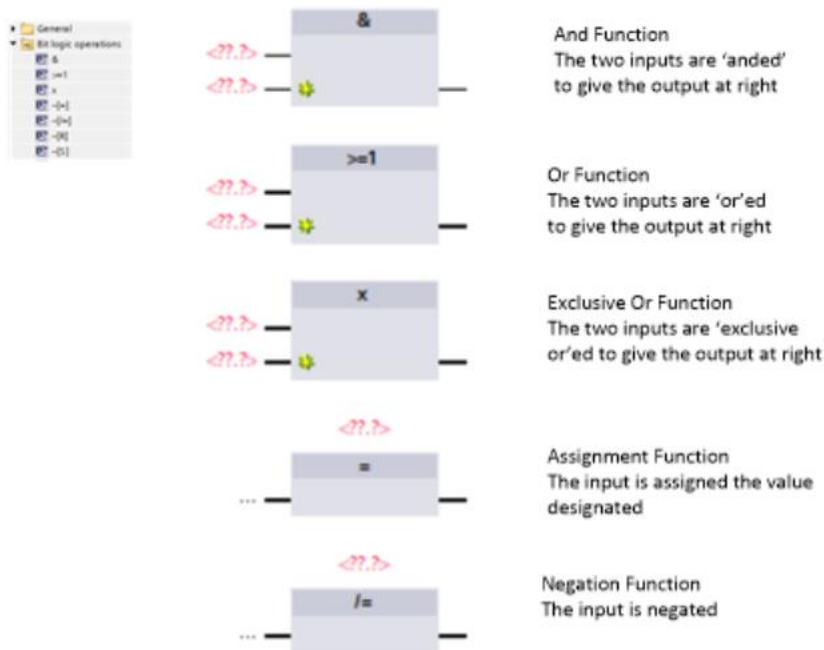 General
Bit logic operations
&
>=1
x
-[=]
-[/=]
-[R]
-[S]
&
<??.?>
<??.?>
And Function
The two inputs are ‘anded’
to give the output at right
>=1
<??.?>
<??.?>
Or Function
The two inputs are ‘or’ed
to give the output at right
x
<??.?>
<??.?>
Exclusive Or Function
The two inputs are ‘exclusive
or’ed to give the output at right
<??.?>
=
...
Assignment Function
The input is assigned the value
designated
<??.?>
/=
...
Negation Function
The input is negated